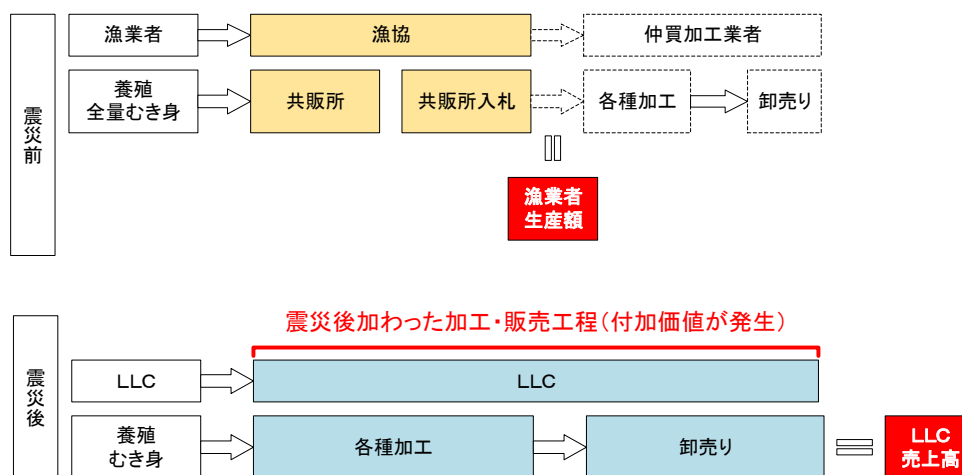 震災前
漁業者
漁協
仲買加工業者
養殖
全量むき身
共販所
共販所入札
各種加工
卸売り
漁業者
生産額
震災後加わった加工・販売工程(付加価値が発生)
震災後
LLC
LLC
養殖
むき身
各種加工
卸売り
LLC
売上高